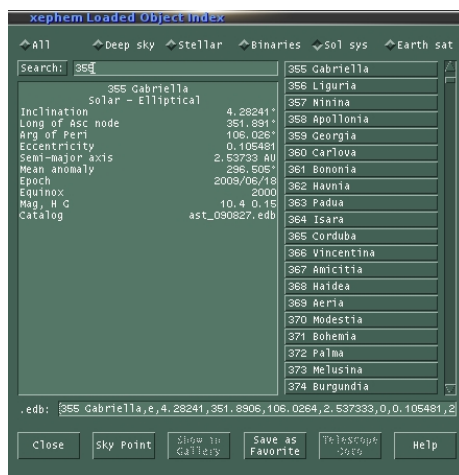 xephem Loaded Object Index
All Deep sky Stellar Binaries Sol sys Earth sat
Search: 355
355 Gabriella
Solar - Elliptical
Inclination 4.28241°
Long of Asc node 351.891°
Arg of Peri 106.026°
Eccentricity 0.105481
Semi-major axis 2.53733 AU
Mean anomaly 296.505°
Epoch 2009/06/18
Equinox 2000
Mag, H G 10.4 0.15
Catalog ast_090827.edb
355 Gabriella
356 Liguria
357 Ninina
358 Apollonia
359 Georgia
360 Carlova
361 Bononia
362 Havnia
363 Padua
364 Isara
365 Corduba
366 Vincentina
367 Amicitia
368 Haidea
369 Aeria
370 Modestia
371 Bohemia
372 Palma
373 Melusina
374 Burgundia
.edb: 355 Gabriella,e,4.28241,351.8906,106.0264,2.537333,0,0.105481,2
Close Sky Point Show in Gallery Save as Favorite Telescope Goto Help